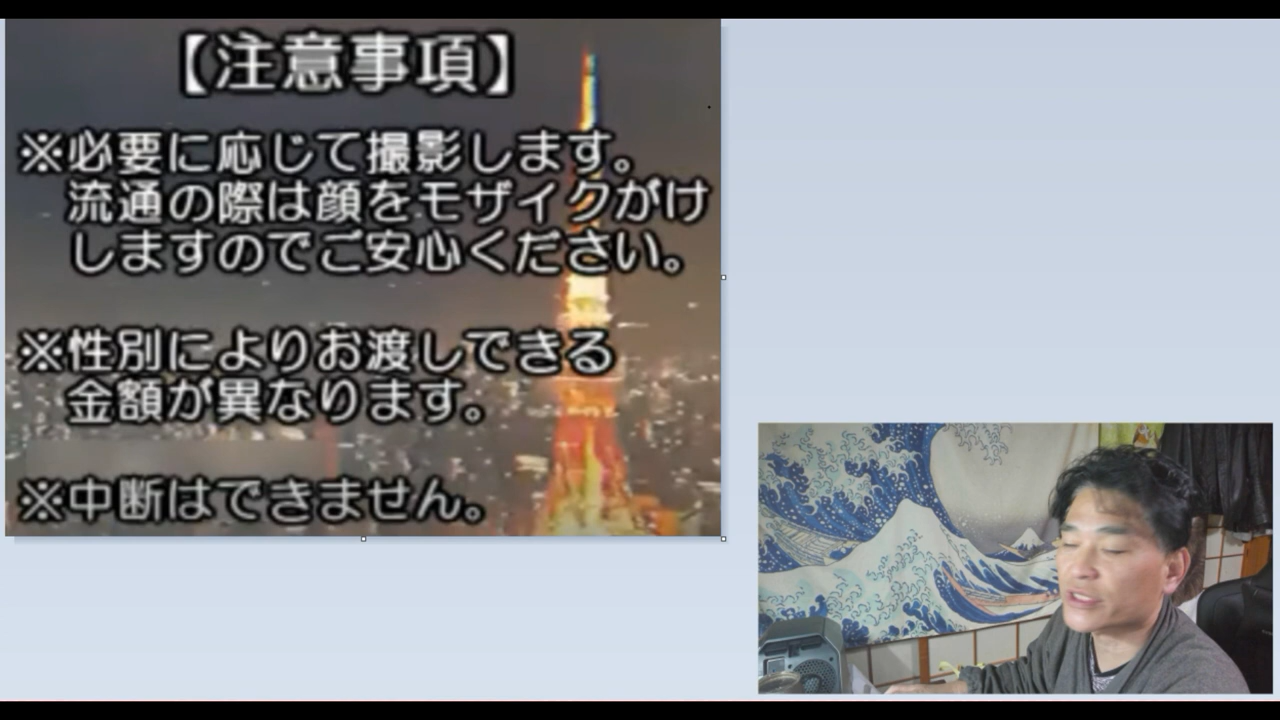 【注意事項】
※必要に応じて撮影します。
流通の際は顔をモザイクがけ
しますのでご安心ください。
※性別によりお渡しできる
金額が異なります。
※中断はできません。